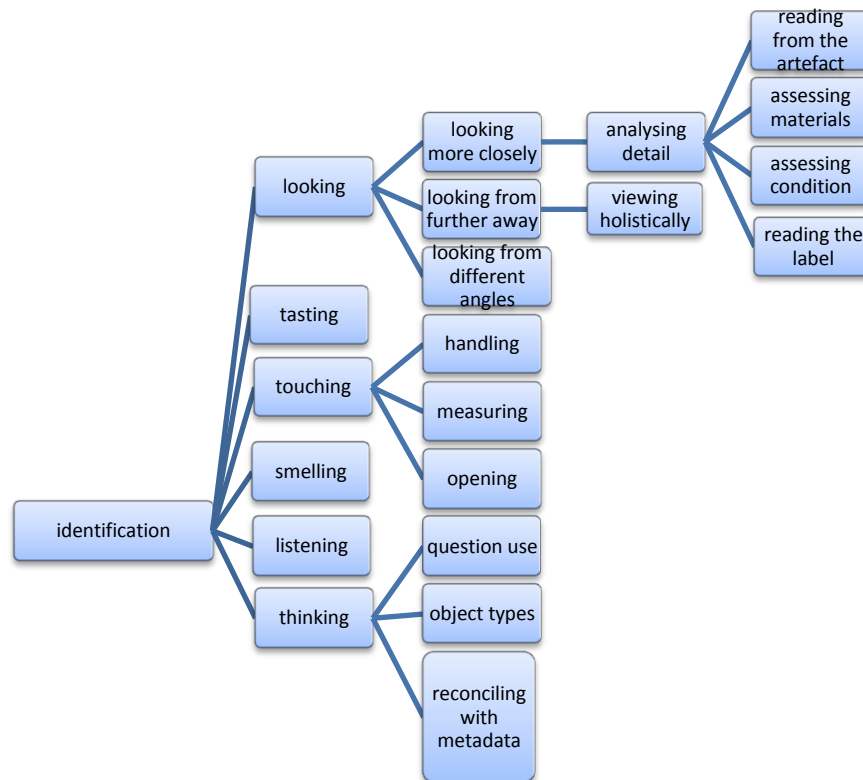 reading
from the
artefact
looking
more closely
analysing
detail
assessing
materials
looking
looking from
further away
viewing
holistically
assessing
condition
looking from
different
angles
reading the
label
tasting
handling
touching
measuring
smelling
opening
identification
listening
question use
thinking
object types
reconciling
with
metadata